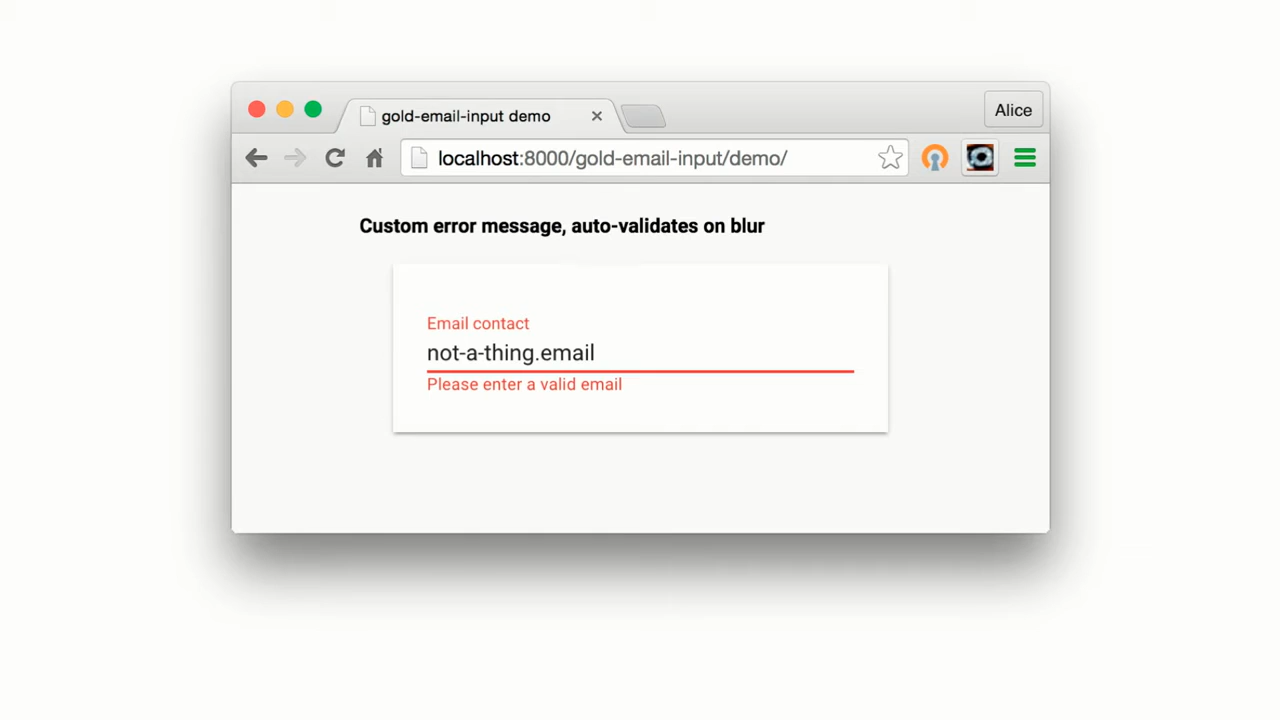 gold-email-input demo
Alice
localhost:8000/gold-email-input/demo/
Custom error message, auto-validates on blur
Email contact
not-a-thing.email
Please enter a valid email